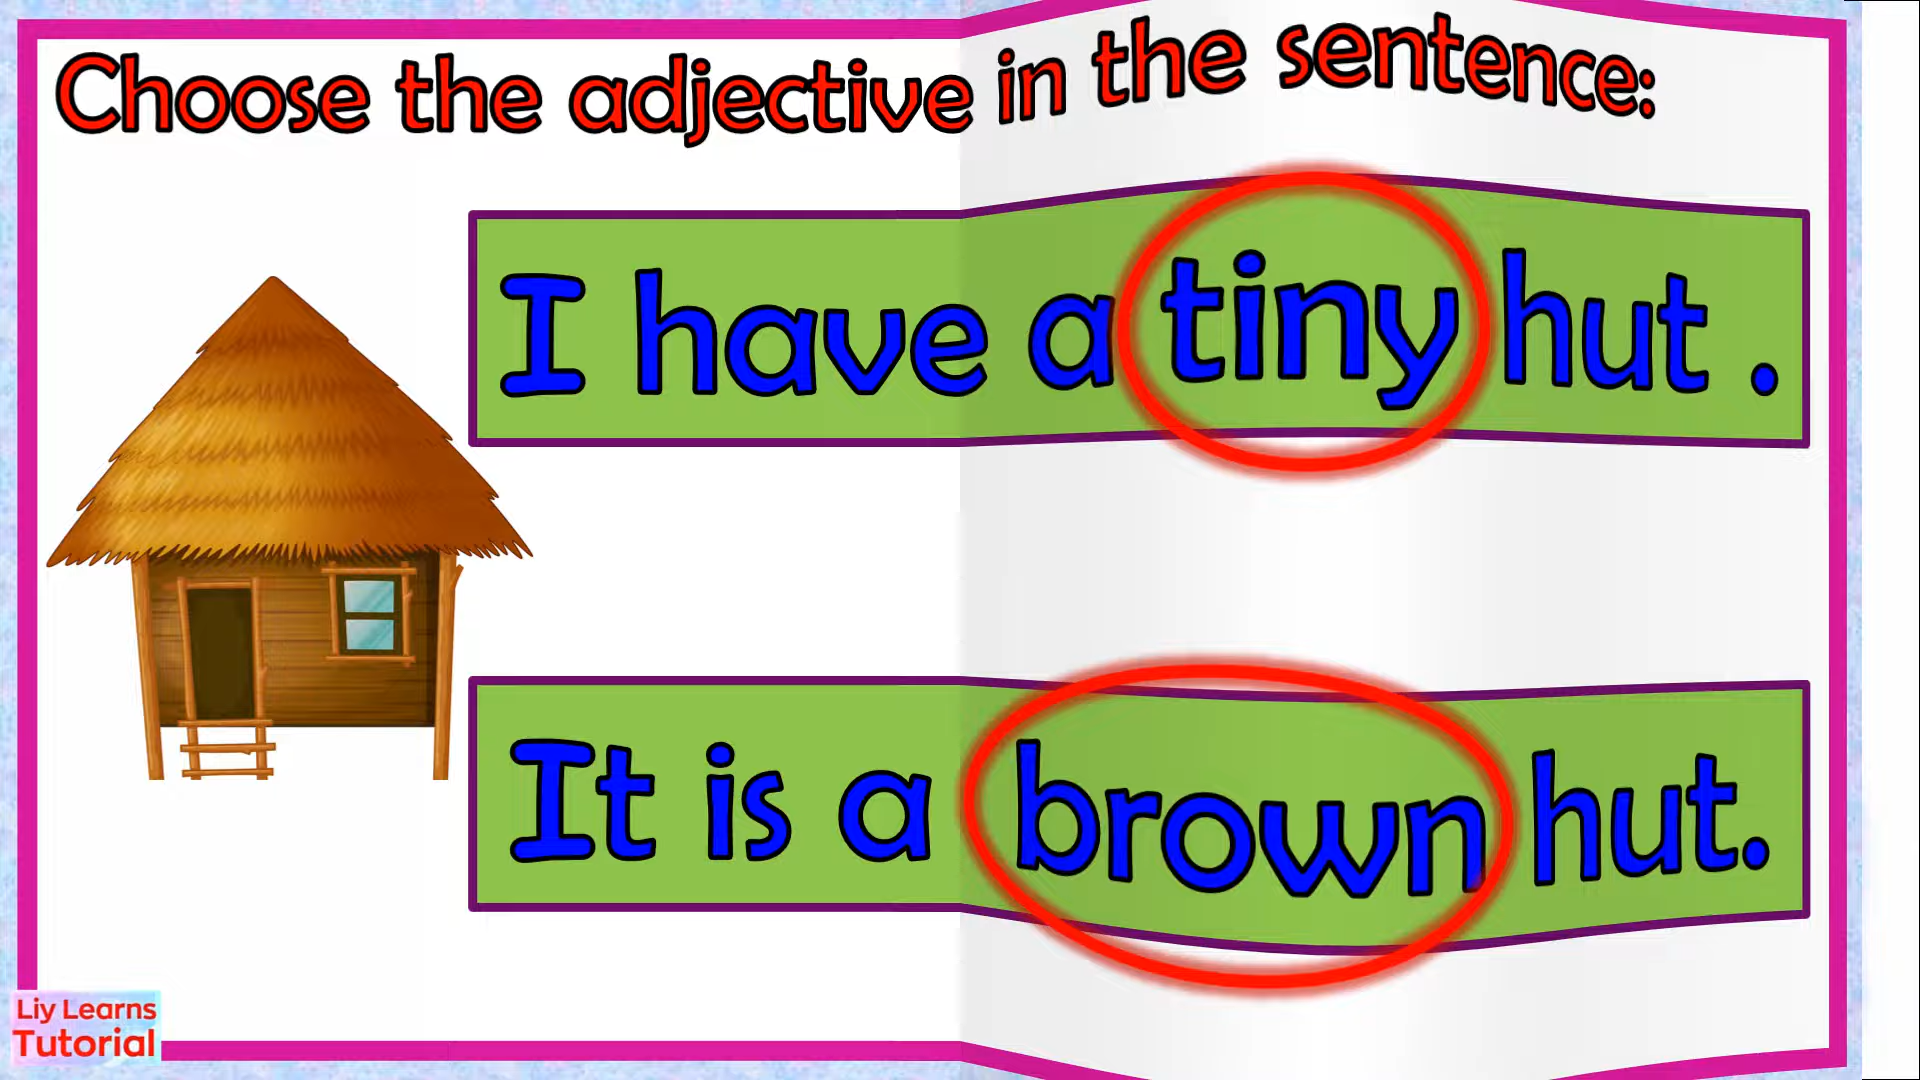 Choose the adjective in the sentence:
I have a tiny hut .
It is a brown hut.
Liy Learns
Tutorial